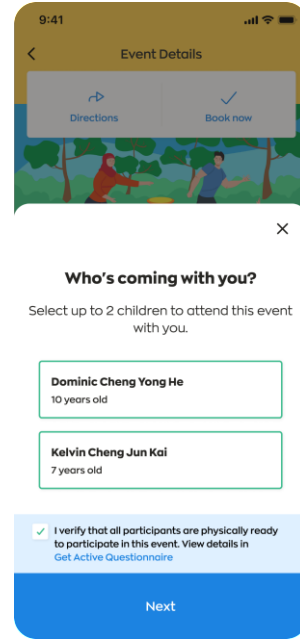 9:41
Event Details
Directions
Book now
Who's coming with you?
Select up to 2 children to attend this event
with you.
Dominic Cheng Yong He
10 years old
Kelvin Cheng Jun Kai
7 years old
I verify that all participants are physically ready
to participate in this event. View details in
Get Active Questionnaire
Next